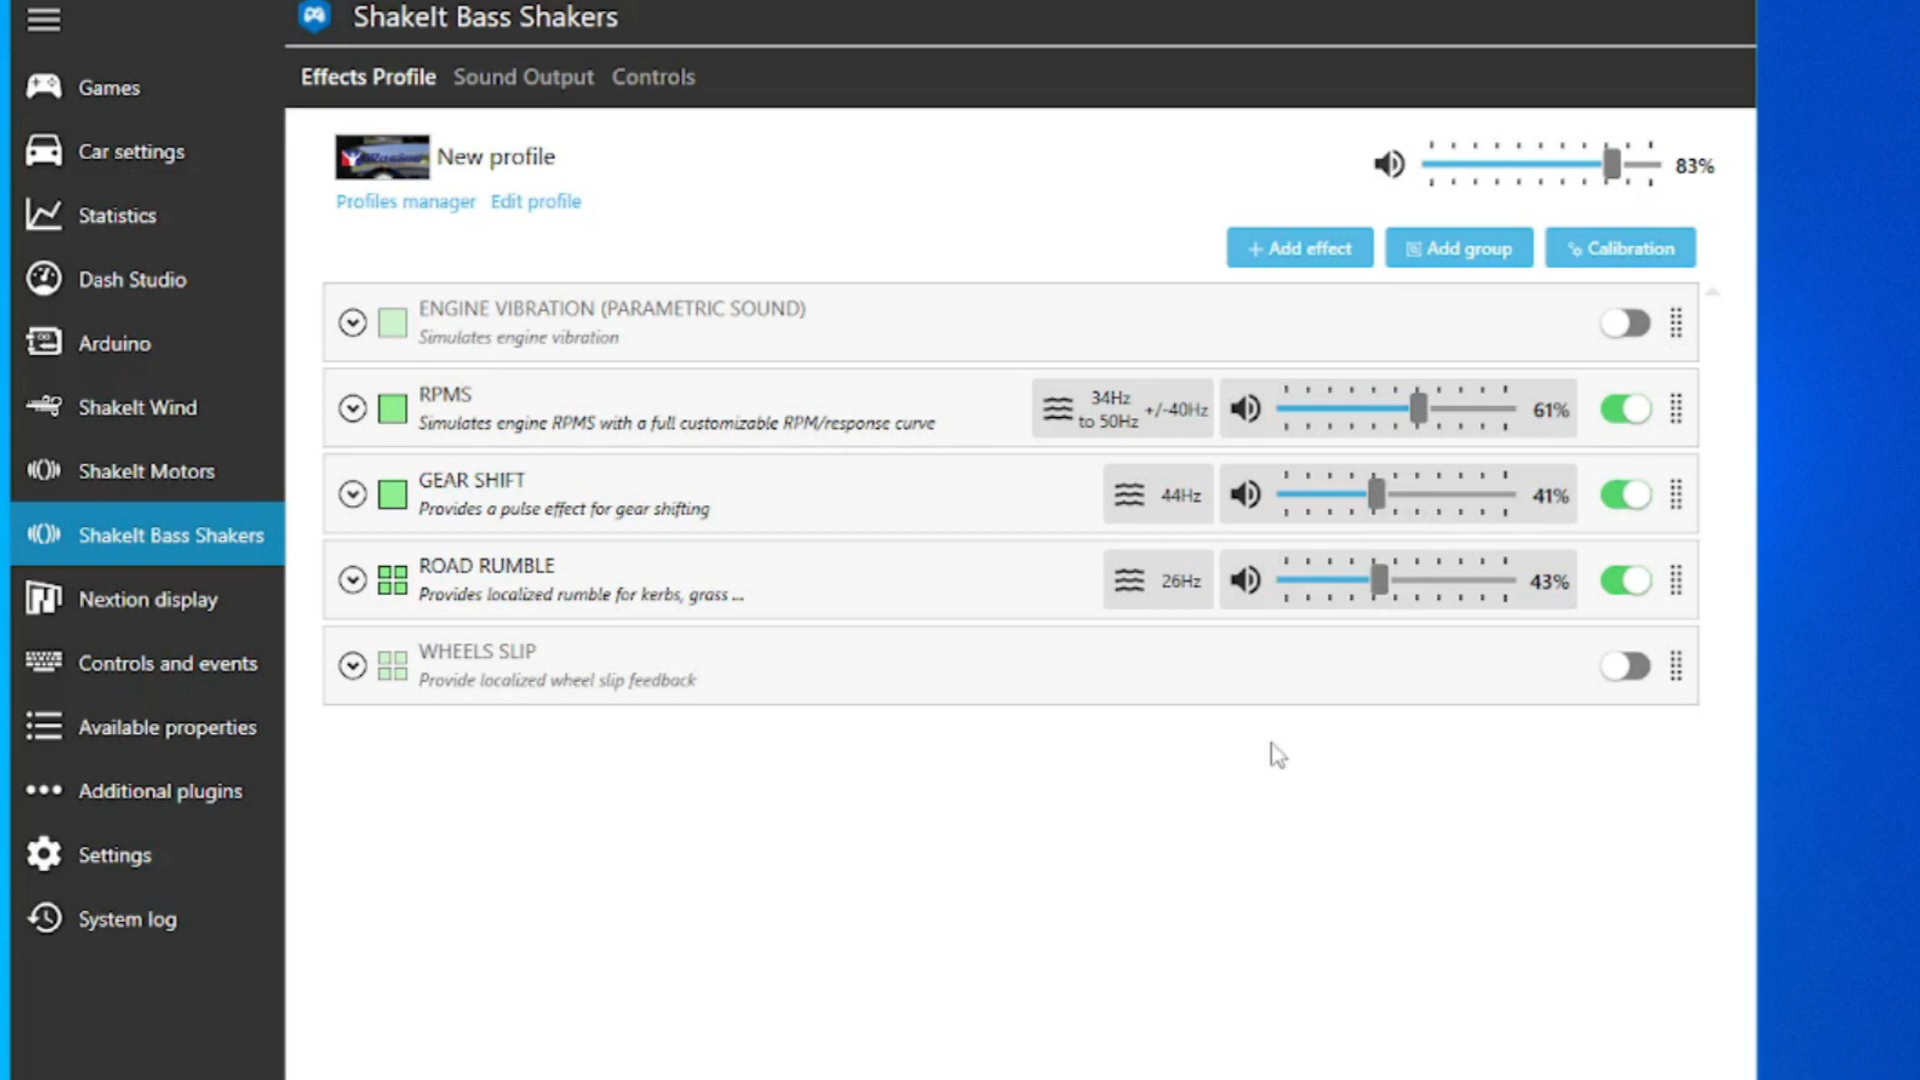 ShakeIt Bass Shakers
Effects Profile Sound Output Controls
Games
Car settings
Statistics
Dash Studio
Arduino
ShakeIt Wind
ShakeIt Motors
ShakeIt Bass Shakers
Nextion display
Controls and events
Available properties
Additional plugins
Settings
System log
iRacing
New profile
83%
Profiles manager Edit profile
+ Add effect Add group Calibration
ENGINE VIBRATION (PARAMETRIC SOUND)
Simulates engine vibration
RPMS
Simulates engine RPMS with a full customizable RPM/response curve
34Hz
to 50Hz +/-40Hz
61%
GEAR SHIFT
Provides a pulse effect for gear shifting
44Hz
41%
ROAD RUMBLE
Provides localized rumble for kerbs, grass ...
26Hz
43%
WHEELS SLIP
Provide localized wheel slip feedback